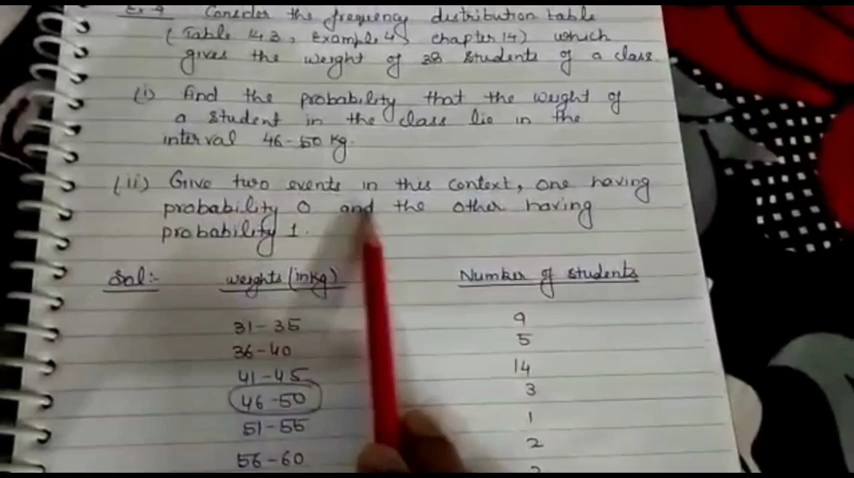 Ex 9 Consider the frequency distribution table
(Table 14.3, Example 4, chapter 14) which
gives the weight of 38 students of a class.
(i) Find the probability that the weight of
a student in the class lie in the
interval 46-50 kg.
(ii) Give two events in this context, one having
probability 0 and the other having
probability 1.
Sol:- weights (in kg) Number of students
31-35 9
36-40 5
41-45 14
46-50 3
51-55 1
56-60 2